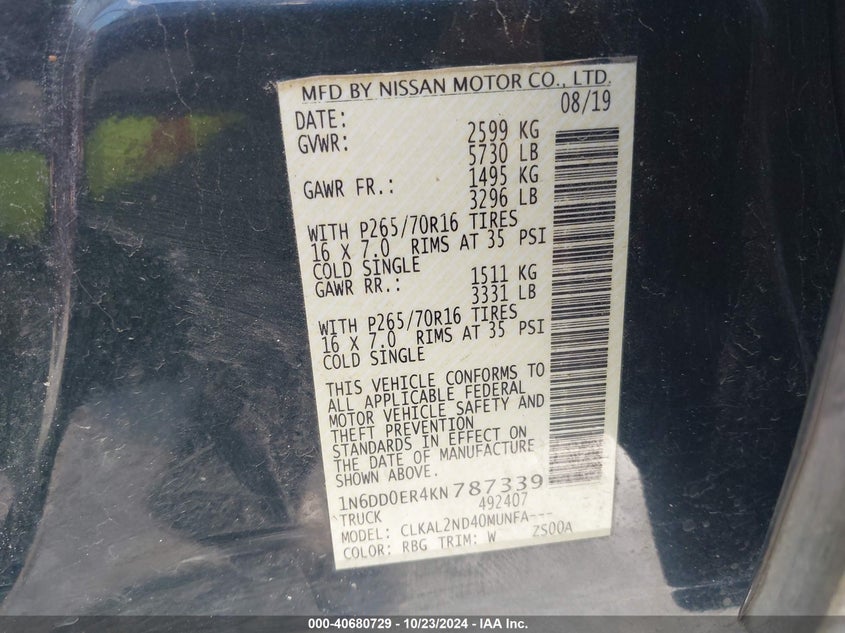 MFD BY NISSAN MOTOR CO., LTD.
DATE: 08/19
GVWR: 2599 KG
5730 LB
GAWR FR.: 1495 KG
3296 LB
WITH P265/70R16 TIRES
16 X 7.0 RIMS AT 35 PSI
COLD SINGLE
GAWR RR.: 1511 KG
3331 LB
WITH P265/70R16 TIRES
16 X 7.0 RIMS AT 35 PSI
COLD SINGLE
THIS VEHICLE CONFORMS TO
ALL APPLICABLE FEDERAL
MOTOR VEHICLE SAFETY AND
THEFT PREVENTION
STANDARDS IN EFFECT ON
THE DATE OF MANUFACTURE
SHOWN ABOVE.
1N6DD0ER4KN787339
TRUCK 492407
MODEL: CLKAL2ND40MUNFA---
COLOR: RBG TRIM: W ZS00A
000-40680729 - 10/23/2024 - IAA Inc.